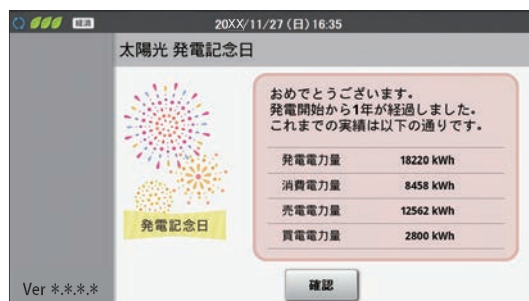 経済
20XX/11/27(日)16:35
太陽光 発電記念日
おめでとうございます。
発電開始から1年が経過しました。
これまでの実績は以下の通りです。
発電電力量 18220 kWh
消費電力量 8458 kWh
売電電力量 12562 kWh
買電電力量 2800 kWh
発電記念日
確認
Ver *.*.*.*